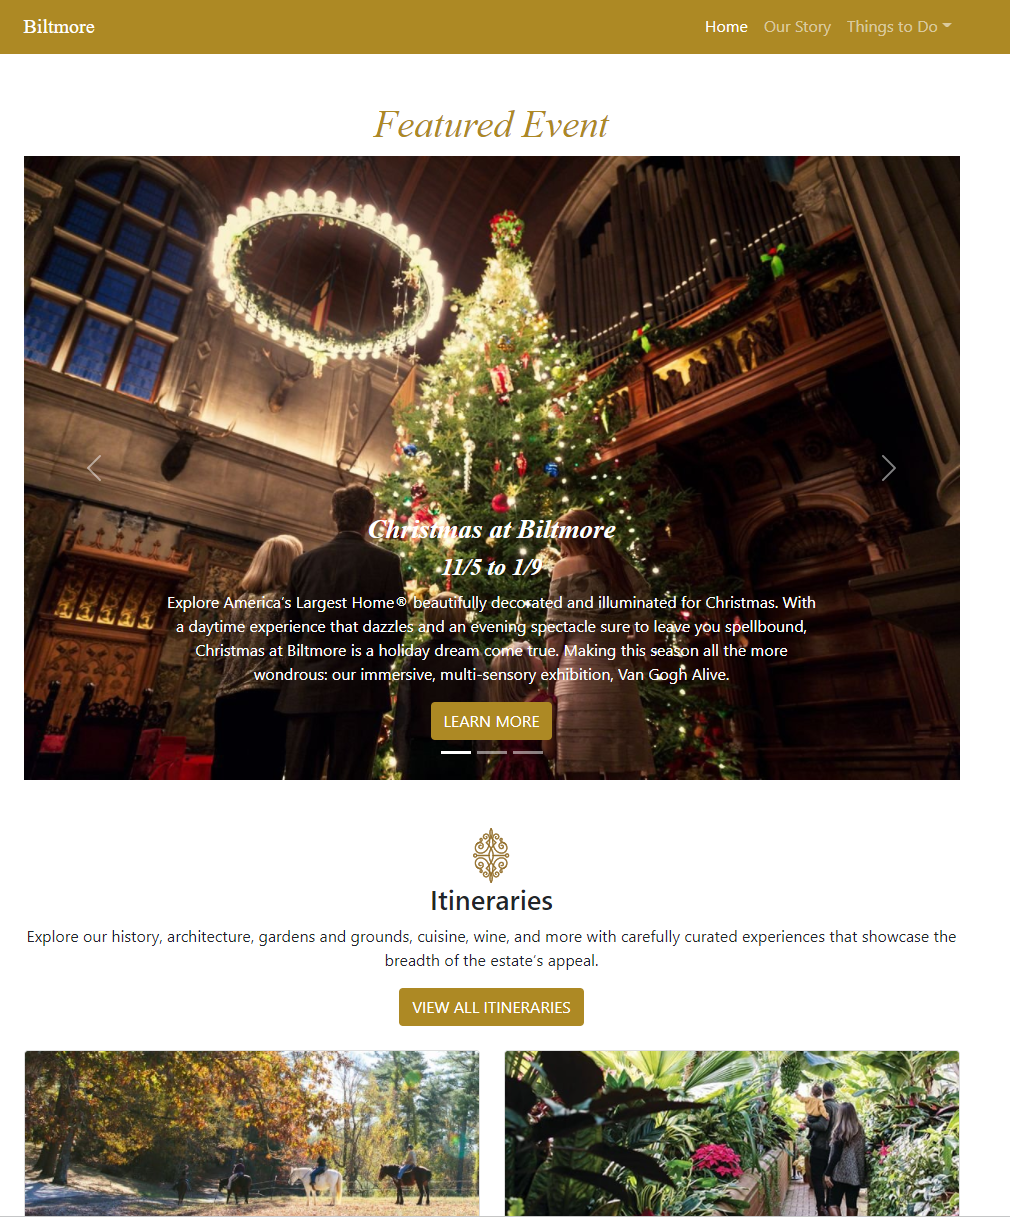 Biltmore
Home
Our Story
Things to Do
Featured Event
Christmas at Biltmore
11/5 to 1/9
Explore America's Largest Home® beautifully decorated and illuminated for Christmas. With
a daytime experience that dazzles and an evening spectacle sure to leave you spellbound,
Christmas at Biltmore is a holiday dream come true. Making this season all the more
wondrous: our immersive, multi-sensory exhibition, Van Gogh Alive.
LEARN MORE
Itineraries
Explore our history, architecture, gardens and grounds, cuisine, wine, and more with carefully curated experiences that showcase the
breadth of the estate's appeal.
VIEW ALL ITINERARIES